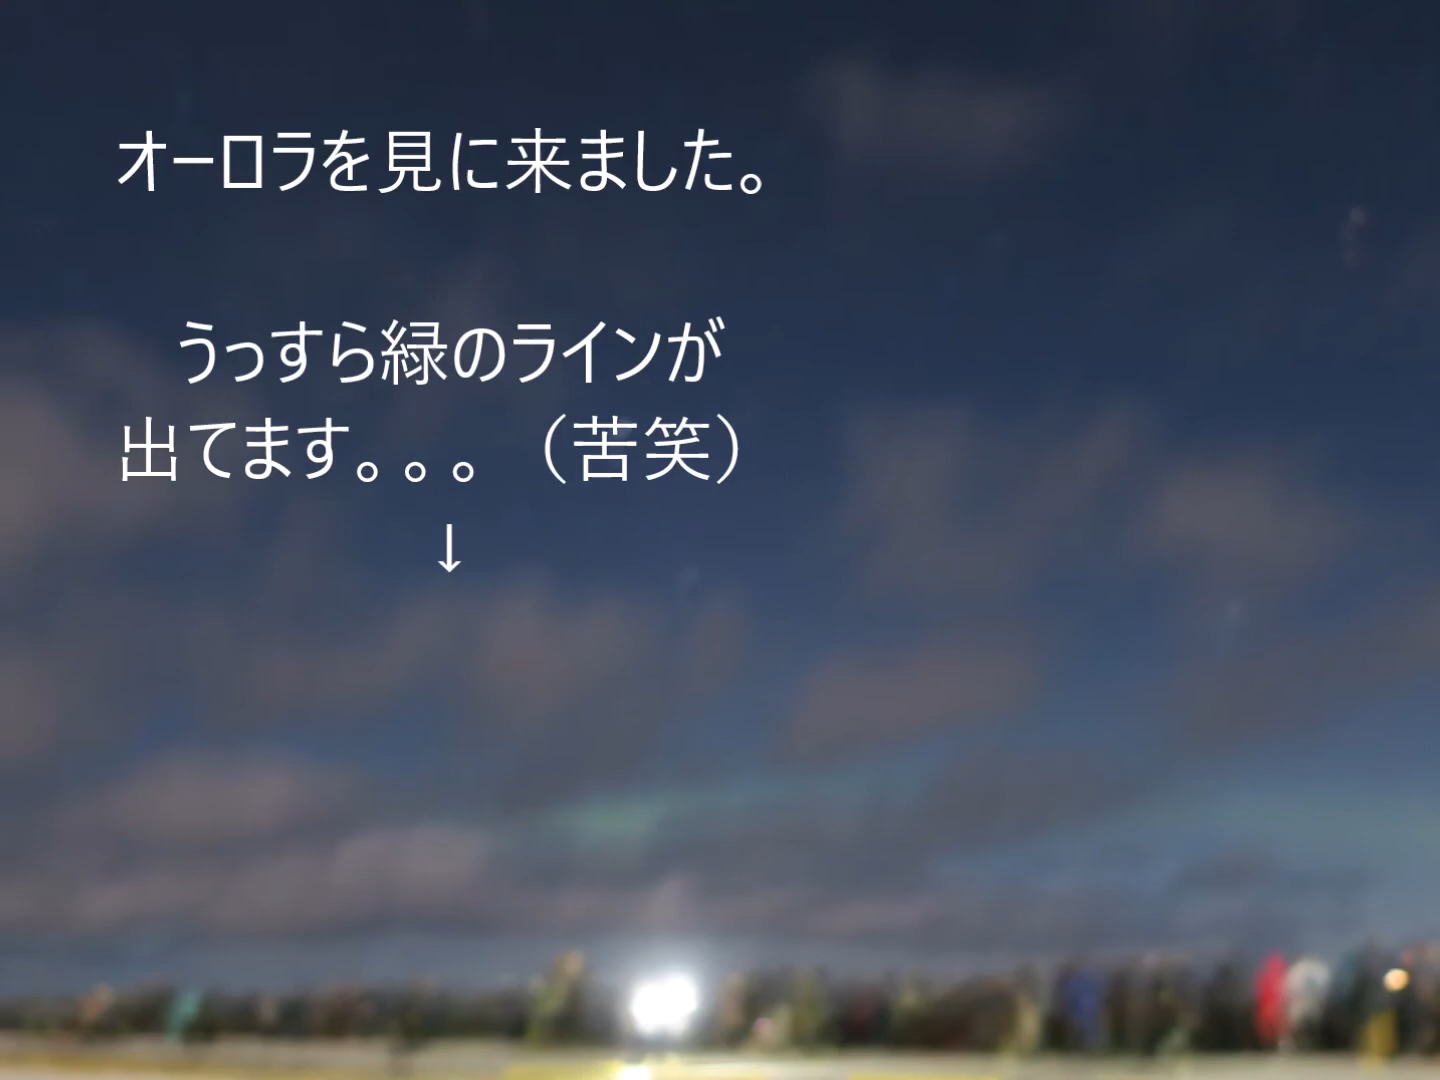 オーロラを見に来ました。
うっすら緑のラインが
出てます。。。（苦笑）
↓